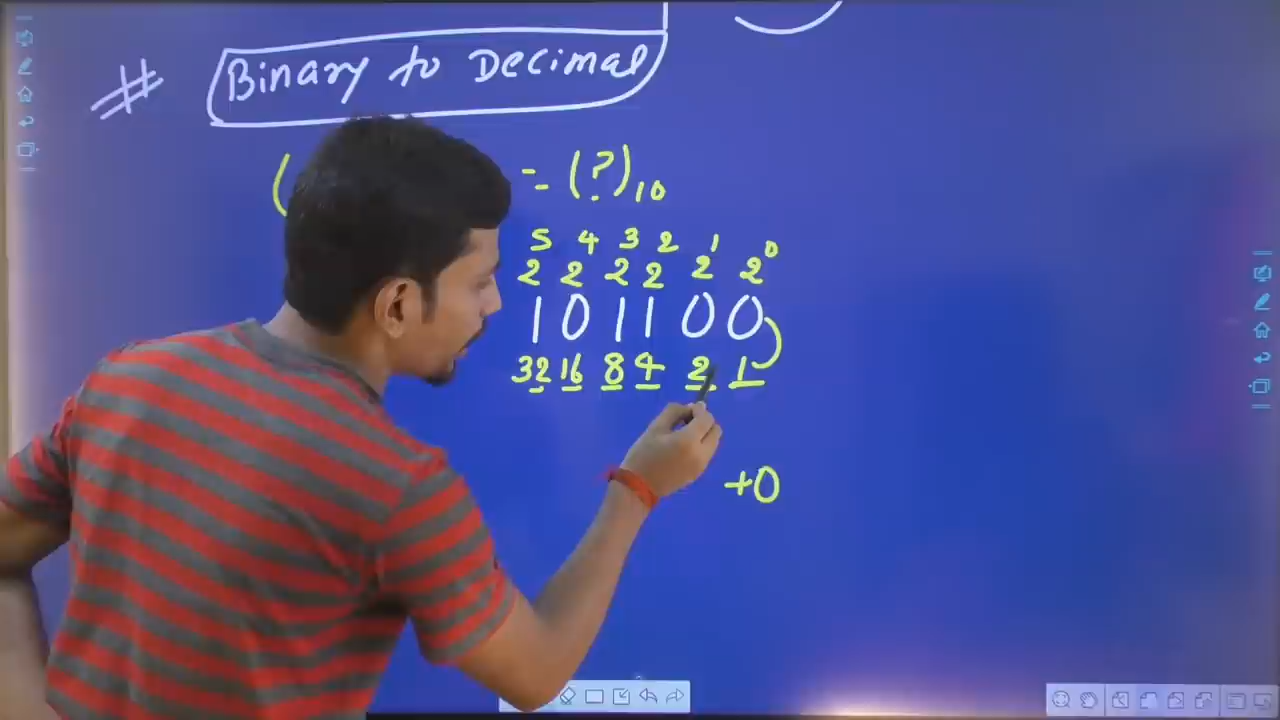 # Binary to Decimal
( = (?)10
5 4 3 2 1 0
2 2 2 2 2 2
1 0 1 1 0 0
32 16 8 4 2 1
+0